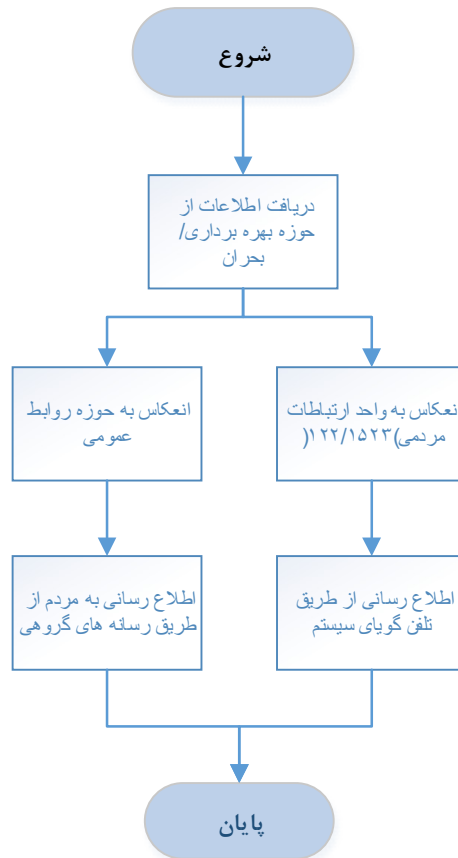 شروع
دریافت اطلاعات از
حوزه بهره برداری/
بحران
نعکاس به واحد ارتباطات
مردمی)۱۲۲/۱۵۲۳(
انعکاس به حوزه روابط
عمومی
اطلاع رسانی از طریق
تلفن گویای سیستم
اطلاع رسانی به مردم از
طریق رسانه های گروهی
پایان